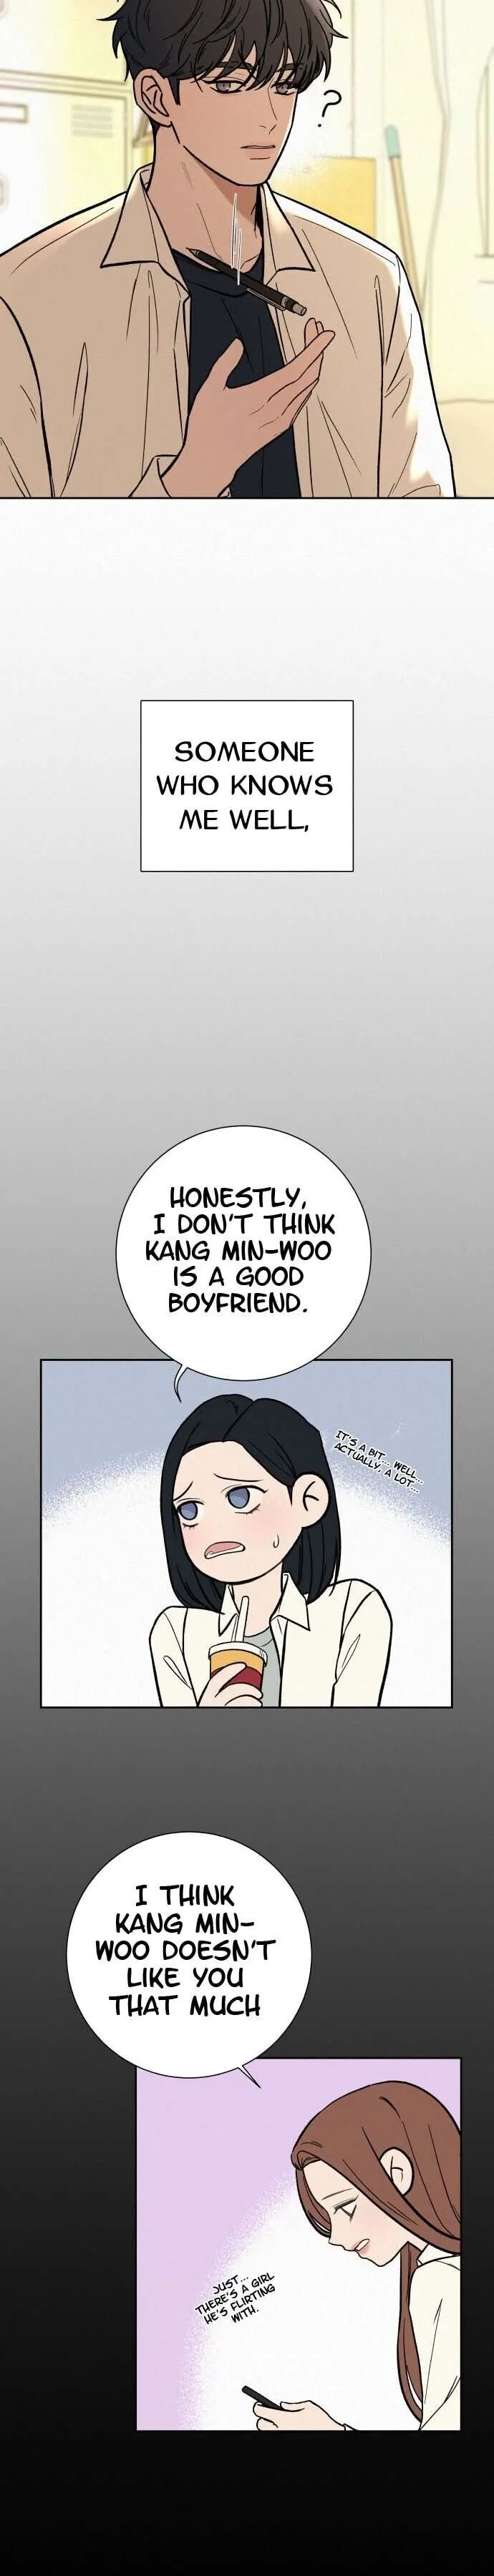 ?
SOMEONE
WHO KNOWS
ME WELL,
HONESTLY,
I DON'T THINK
KANG MIN-WOO
IS A GOOD
BOYFRIEND.
IT'S A BIT... WELL...
ACTUALLY, A LOT...
I THINK
KANG MIN-
WOO DOESN'T
LIKE YOU
THAT MUCH
JUST...
THERE'S A GIRL
HE'S FLIRTING
WITH.